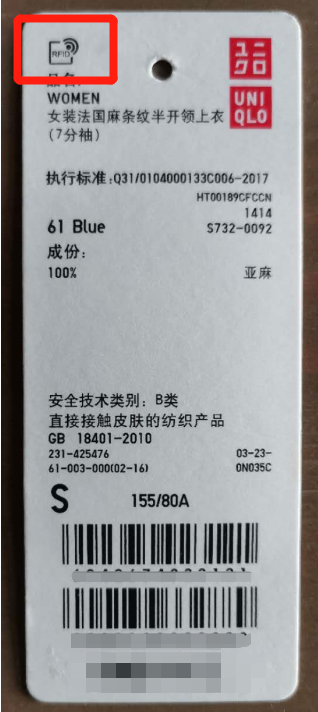 RFID
ユニ
クロ
品名:
WOMEN
UNI
QLO
女装法国麻条纹半开领上衣
(7分袖)
执行标准:Q31/0104000133C006-2017
HT00189CFCCN
1414
61 Blue
S732-0092
成份:
100% 亚麻
安全技术类别: B类
直接接触皮肤的纺织产品
GB 18401-2010
231-425476 03-23-
61-003-000(02-16) 0N035C
S 155/80A